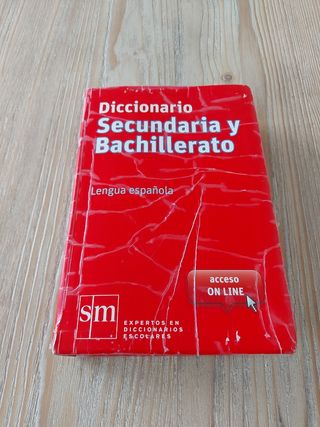 Diccionario
Secundaria y
Bachillerato
Lengua española
acceso
ON LINE
sm
EXPERTOS EN
DICCIONARIOS
ESCOLARES